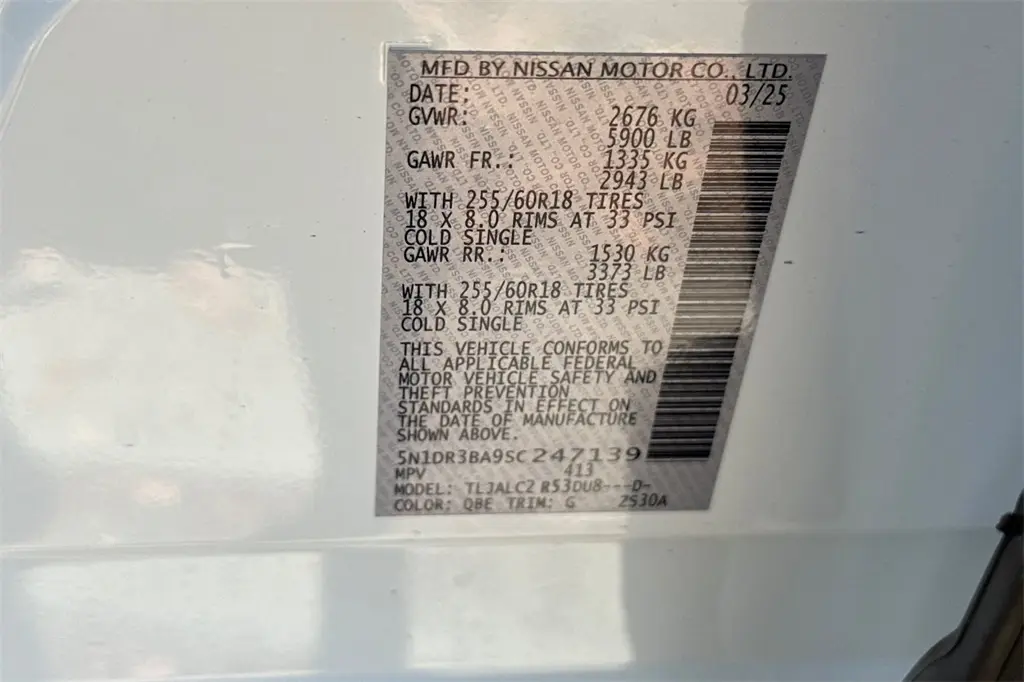 MFD BY NISSAN MOTOR CO., LTD.
DATE: 03/25
GVWR: 2676 KG
5900 LB
GAWR FR.: 1335 KG
2943 LB
WITH 255/60R18 TIRES
18 X 8.0 RIMS AT 33 PSI
COLD SINGLE
GAWR RR.: 1530 KG
3373 LB
WITH 255/60R18 TIRES
18 X 8.0 RIMS AT 33 PSI
COLD SINGLE
THIS VEHICLE CONFORMS TO
ALL APPLICABLE FEDERAL
MOTOR VEHICLE SAFETY AND
THEFT PREVENTION
STANDARDS IN EFFECT ON
THE DATE OF MANUFACTURE
SHOWN ABOVE.
5N1DR3BA9SC247139
MPV 413
MODEL: TLJALC2 R53DU8---D-
COLOR: QBE TRIM: G ZS30A